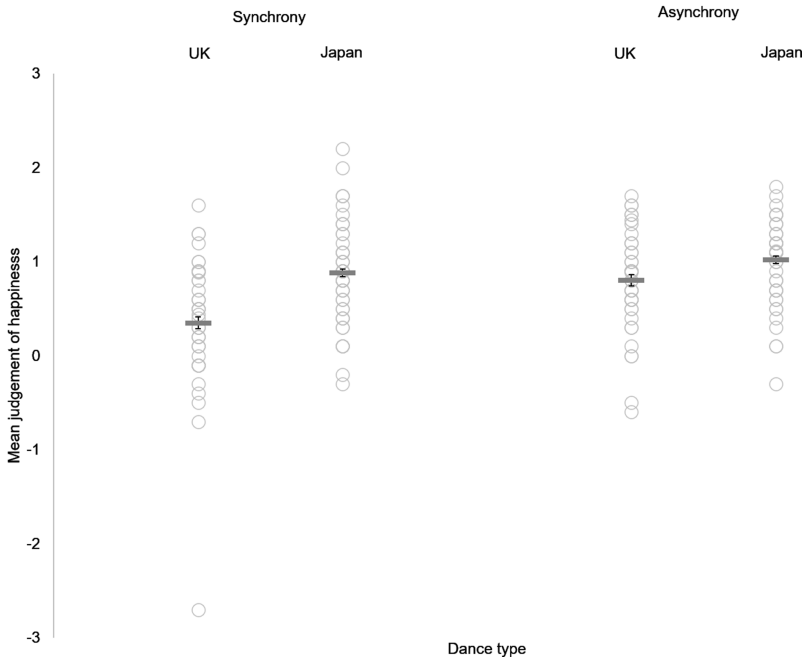 Synchrony Asynchrony
UK Japan UK Japan
3
2
1
0
-1
-2
-3
Mean judgement of happinesss
Dance type